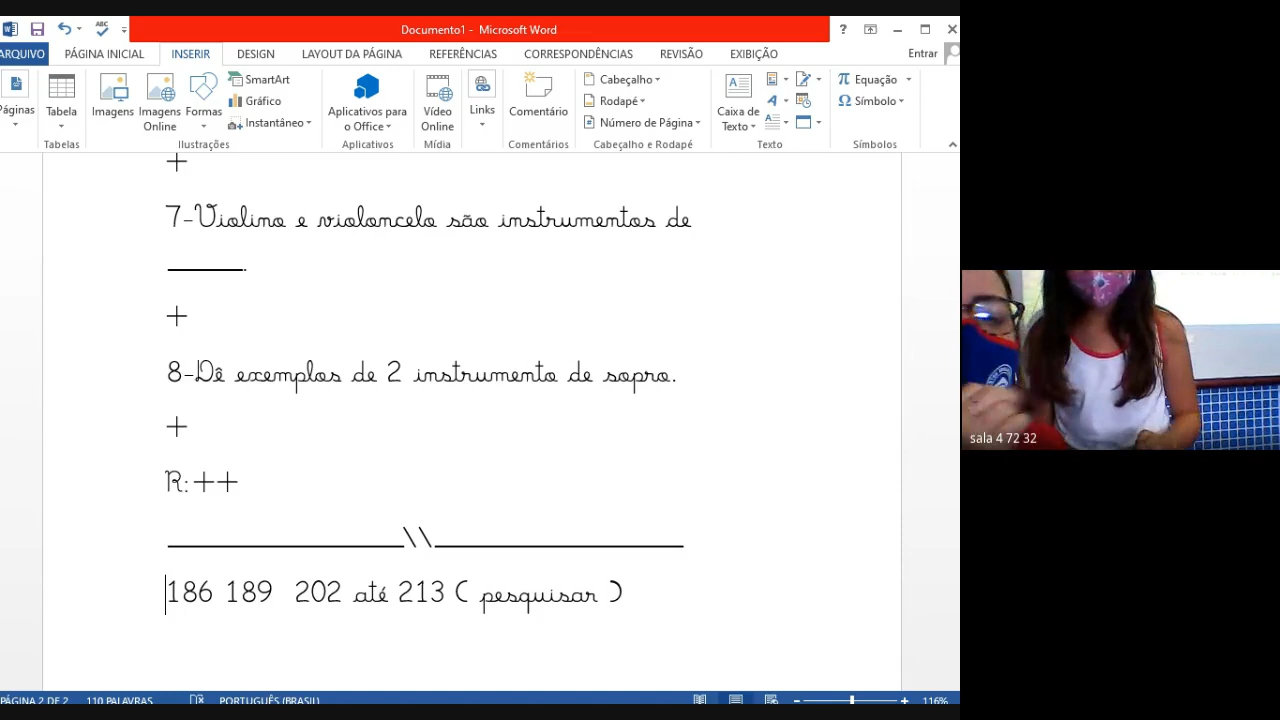 Documento1 - Microsoft Word
ARQUIVO PÁGINA INICIAL INSERIR DESIGN LAYOUT DA PÁGINA REFERÊNCIAS CORRESPONDÊNCIAS REVISÃO EXIBIÇÃO Entrar
Páginas
Tabela
Imagens
Imagens Online
Formas
SmartArt
Gráfico
Instantâneo
Aplicativos para o Office
Vídeo Online
Links
Comentário
Cabeçalho
Rodapé
Número de Página
Caixa de Texto
Equação
Símbolo
Tabelas Ilustrações Aplicativos Mídia Comentários Cabeçalho e Rodapé Texto Símbolos
+
7-Violino e violoncelo são instrumentos de
______.
+
8-Dê exemplos de 2 instrumento de sopro.
+
R:++
___________________\\____________________
186 189 202 até 213 ( pesquisar )
PÁGINA 2 DE 2 110 PALAVRAS PORTUGUÊS (BRASIL) 116%
sala 4 72 32